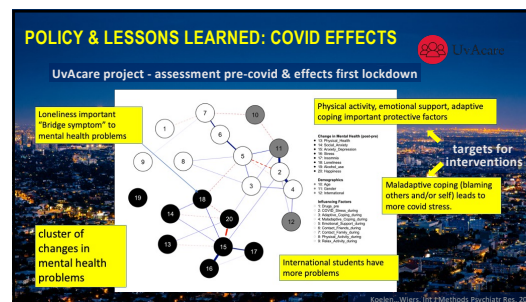 POLICY & LESSONS LEARNED: COVID EFFECTS
UvAcare
UvAcare project - assessment pre-covid & effects first lockdown
Loneliness important
"Bridge symptom" to
mental health problems
Physical activity, emotional support, adaptive
coping important protective factors
targets for
interventions
Maladaptive coping (blaming
others and/or self) leads to
more covid stress.
cluster of
changes in
mental health
problems
International students have
more problems
7
10
1
6
11
5
9
8
2
3
4
19
18
12
14
20
13
15
17
16
Change in Mental Health (post-pre)
13: Physical_Health
14: Social_Anxiety
15: Anxiety_Depression
16: Stress
17: Insomnia
18: Loneliness
19: Alcohol_use
20: Happiness
Demographics
10: Age
11: Gender
12: International
Influencing Factors
1: Drugs_pre
2: COVID_Stress_during
3: Adaptive_Coping_during
4: Maladaptive_Coping_during
5: Emotional_Support_during
6: Contact_Friends_during
7: Contact_Family_during
8: Physical_Activity_during
9: Relax_Activity_during
Koelen...Wiers, Int J Methods Psychiatr Res, 20